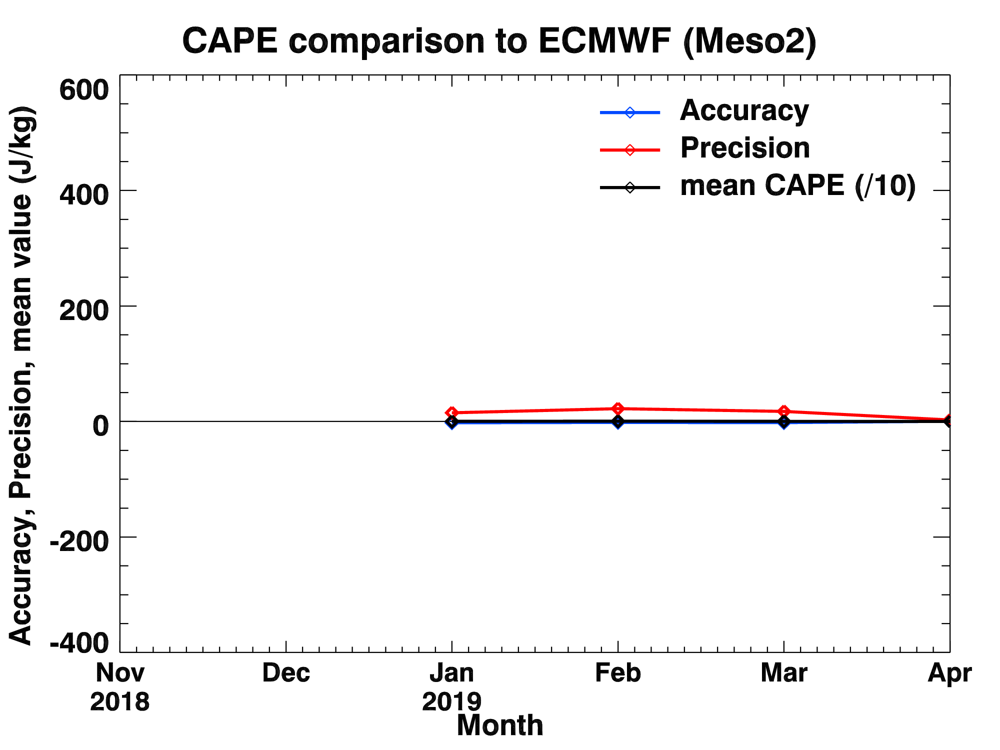 CAPE comparison to ECMWF (Meso2)
Accuracy, Precision, mean value (J/kg)
600
400
200
0
-200
-400
Accuracy
Precision
mean CAPE (/10)
Nov Dec Jan Feb Mar Apr
2018 2019
Month